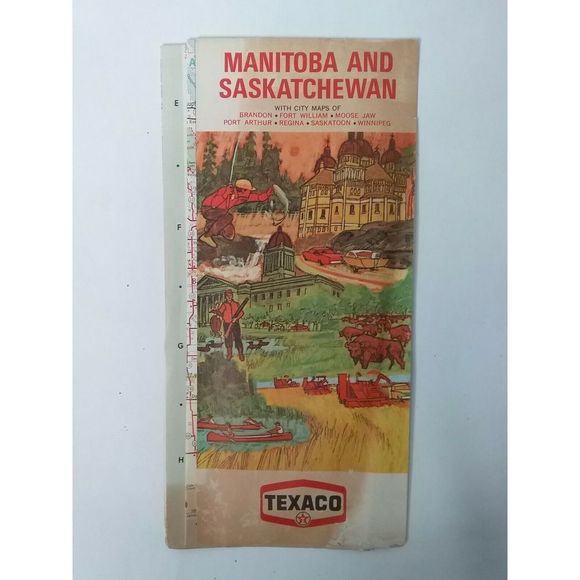 MANITOBA AND
SASKATCHEWAN
WITH CITY MAPS OF
BRANDON • FORT WILLIAM • MOOSE JAW
PORT ARTHUR • REGINA • SASKATOON • WINNIPEG
A
E
F
G
H
TEXACO
T